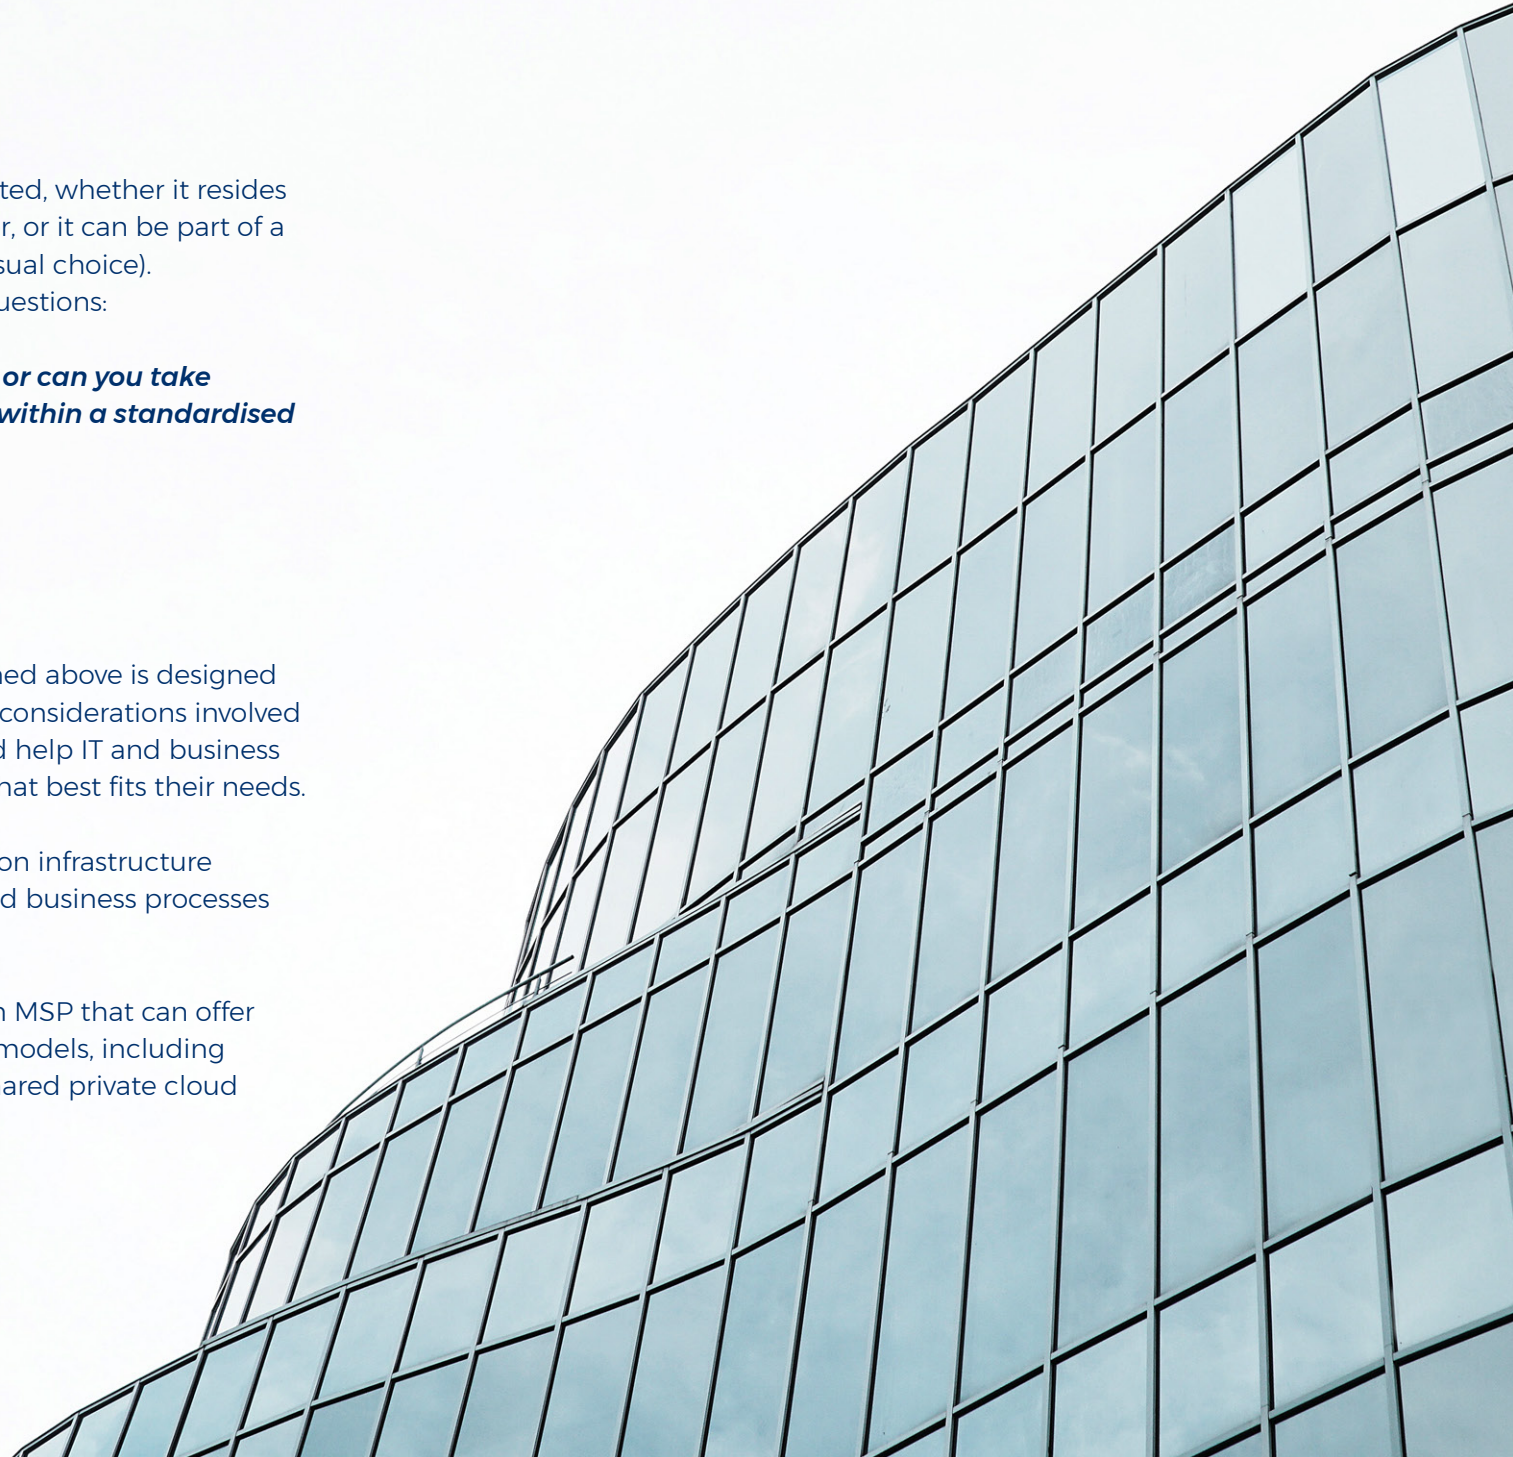 ted, whether it resides
r, or it can be part of a
sual choice).
uestions:
or can you take
within a standardised
ned above is designed
considerations involved
d help IT and business
hat best fits their needs.
on infrastructure
d business processes
n MSP that can offer
models, including
ared private cloud